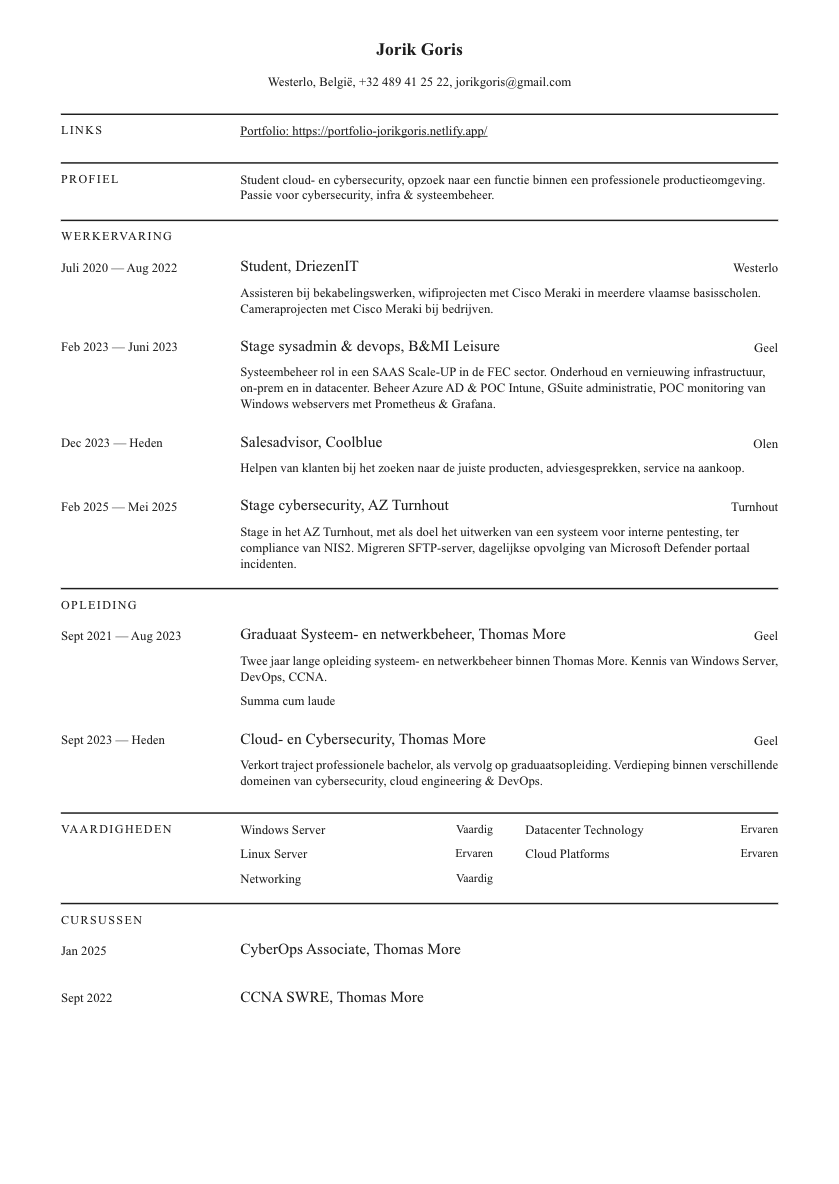 Jorik Goris
Westerlo, België, +32 489 41 25 22, jorikgoris@gmail.com
LINKS
Portfolio: https://portfolio-jorikgoris.netlify.app/
PROFIEL
Student cloud- en cybersecurity, opzoek naar een functie binnen een professionele productieomgeving.
Passie voor cybersecurity, infra & systeembeheer.
WERKERVARING
Juli 2020 — Aug 2022 Student, DriezenIT Westerlo
Assisteren bij bekabelingswerken, wifiprojecten met Cisco Meraki in meerdere vlaamse basisscholen.
Cameraprojecten met Cisco Meraki bij bedrijven.
Feb 2023 — Juni 2023 Stage sysadmin & devops, B&MI Leisure Geel
Systeembeheer rol in een SAAS Scale-UP in de FEC sector. Onderhoud en vernieuwing infrastructuur,
on-prem en in datacenter. Beheer Azure AD & POC Intune, GSuite administratie, POC monitoring van
Windows webservers met Prometheus & Grafana.
Dec 2023 — Heden Salesadvisor, Coolblue Olen
Helpen van klanten bij het zoeken naar de juiste producten, adviesgesprekken, service na aankoop.
Feb 2025 — Mei 2025 Stage cybersecurity, AZ Turnhout Turnhout
Stage in het AZ Turnhout, met als doel het uitwerken van een systeem voor interne pentesting, ter
compliance van NIS2. Migreren SFTP-server, dagelijkse opvolging van Microsoft Defender portaal
incidenten.
OPLEIDING
Sept 2021 — Aug 2023 Graduaat Systeem- en netwerkbeheer, Thomas More Geel
Twee jaar lange opleiding systeem- en netwerkbeheer binnen Thomas More. Kennis van Windows Server,
DevOps, CCNA.
Summa cum laude
Sept 2023 — Heden Cloud- en Cybersecurity, Thomas More Geel
Verkort traject professionele bachelor, als vervolg op graduaatsopleiding. Verdieping binnen verschillende
domeinen van cybersecurity, cloud engineering & DevOps.
VAARDIGHEDEN Windows Server Vaardig Datacenter Technology Ervaren
Linux Server Ervaren Cloud Platforms Ervaren
Networking Vaardig
CURSUSSEN
Jan 2025 CyberOps Associate, Thomas More
Sept 2022 CCNA SWRE, Thomas More